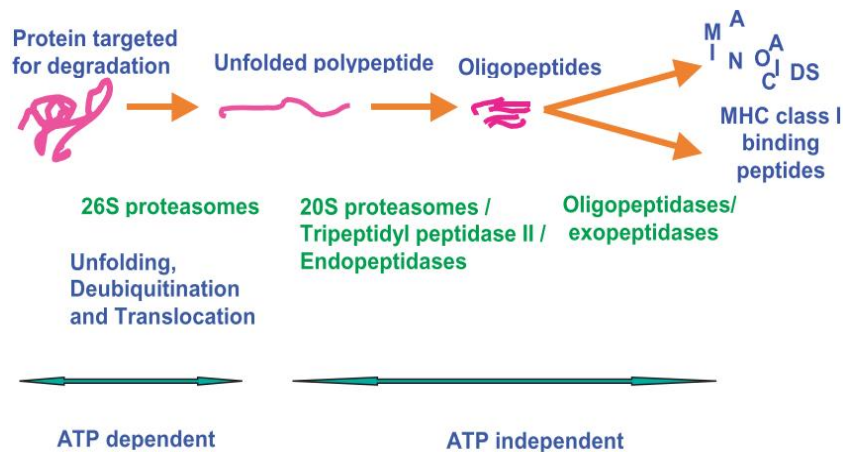 Protein targeted
for degradation
Unfolded polypeptide
Oligopeptides
A
M
I
N
O
A
C
I
DS
MHC class I
binding
peptides
26S proteasomes
20S proteasomes /
Tripeptidyl peptidase II /
Endopeptidases
Oligopeptidases/
exopeptidases
Unfolding,
Deubiquitination
and Translocation
ATP dependent
ATP independent